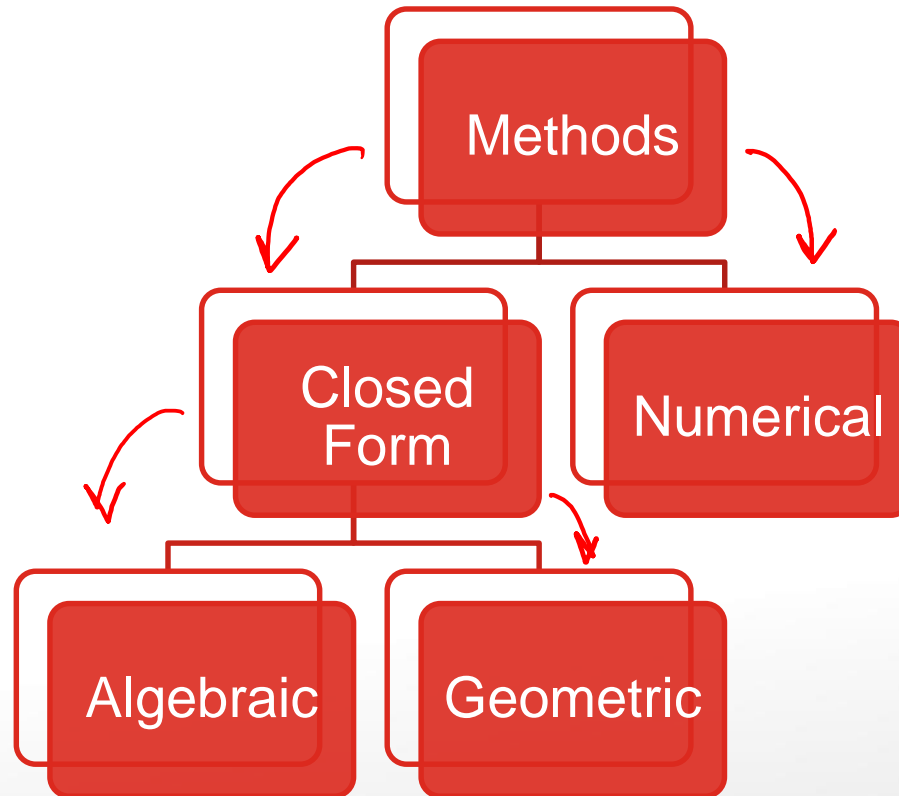 Methods
Closed
Form
Numerical
Algebraic
Geometric